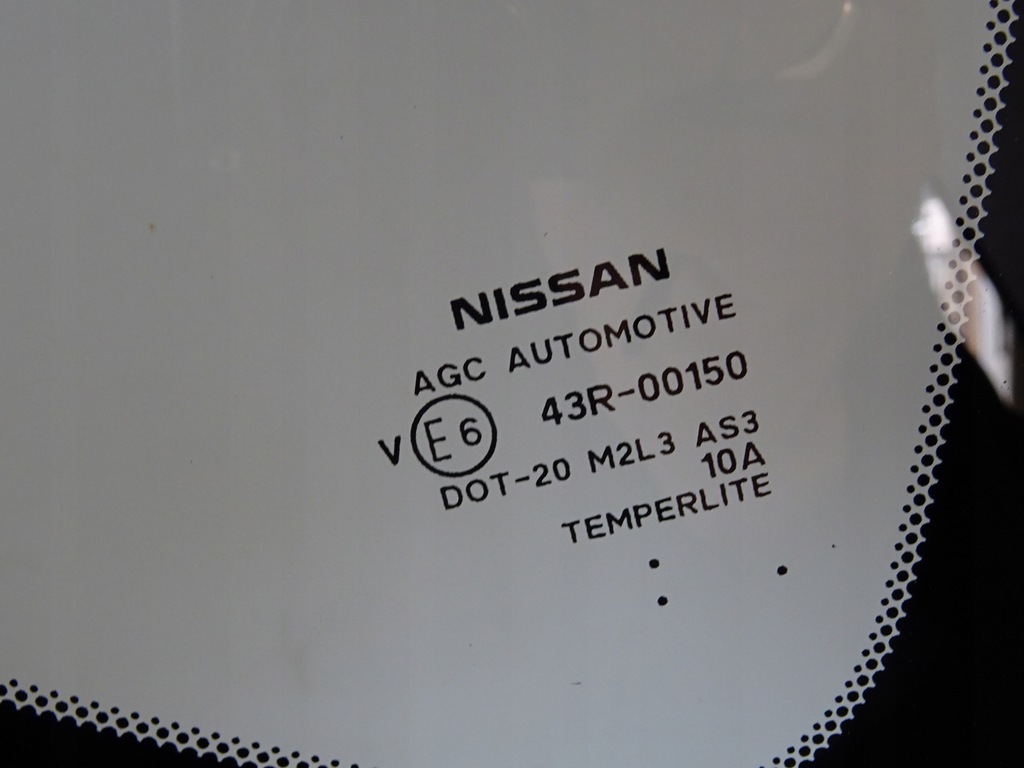 NISSAN
AGC AUTOMOTIVE
V E6 43R-00150
DOT-20 M2L3 AS3
10A
TEMPERLITE